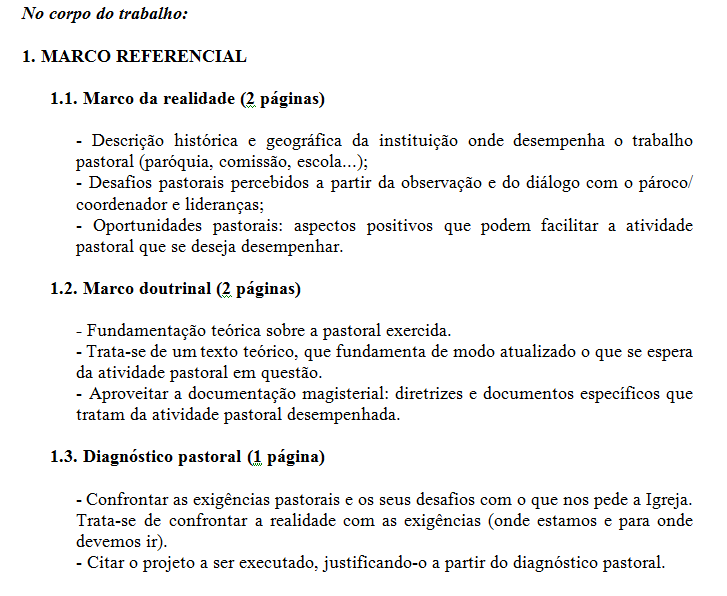 No corpo do trabalho:
1. MARCO REFERENCIAL
1.1. Marco da realidade (2 páginas)
- Descrição histórica e geográfica da instituição onde desempenha o trabalho
pastoral (paróquia, comissão, escola...);
- Desafios pastorais percebidos a partir da observação e do diálogo com o pároco/
coordenador e lideranças;
- Oportunidades pastorais: aspectos positivos que podem facilitar a atividade
pastoral que se deseja desempenhar.
1.2. Marco doutrinal (2 páginas)
- Fundamentação teórica sobre a pastoral exercida.
- Trata-se de um texto teórico, que fundamenta de modo atualizado o que se espera
da atividade pastoral em questão.
- Aproveitar a documentação magisterial: diretrizes e documentos específicos que
tratam da atividade pastoral desempenhada.
1.3. Diagnóstico pastoral (1 página)
- Confrontar as exigências pastorais e os seus desafios com o que nos pede a Igreja.
Trata-se de confrontar a realidade com as exigências (onde estamos e para onde
devemos ir).
- Citar o projeto a ser executado, justificando-o a partir do diagnóstico pastoral.